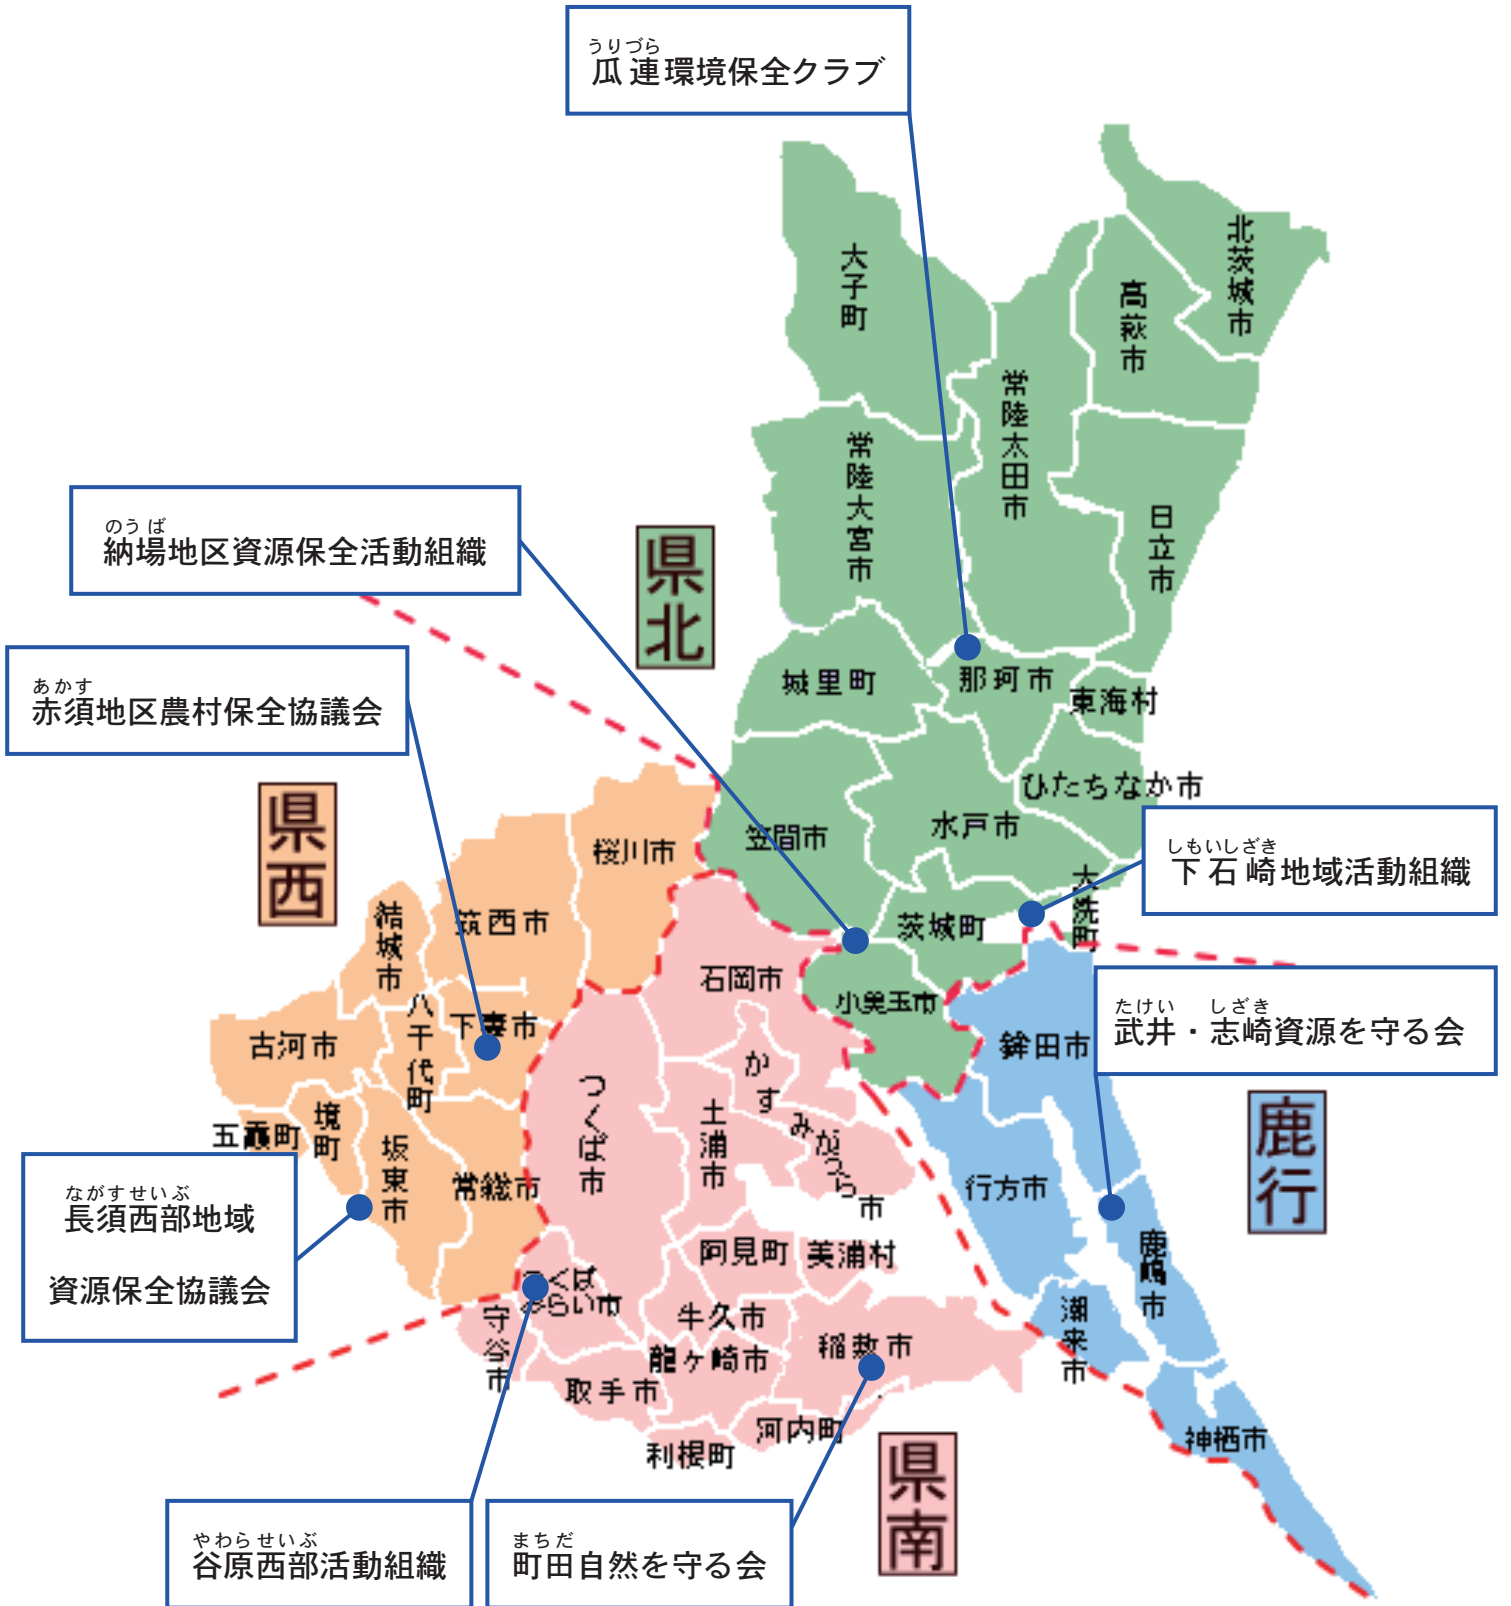 うりづら
瓜連環境保全クラブ
北茨城市
大子町
高萩市
常陸太田市
常陸大宮市
のうば
納場地区資源保全活動組織
日立市
県北
あかす
赤須地区農村保全協議会
城里町
那珂市
東海村
ひたちなか市
県西
桜川市
笠間市
水戸市
しもいしざき
下石崎地域活動組織
大洗町
結城市
筑西市
茨城町
石岡市
小美玉市
八千代町
下妻市
古河市
鉾田市
たけい しざき
武井・志崎資源を守る会
かすみがうら市
つくば市
土浦市
鹿行
境町
五霞町
坂東市
常総市
行方市
ながすせいぶ
長須西部地域
資源保全協議会
阿見町
美浦村
鹿嶋市
つくば
みらい市
守谷市
牛久市
潮来市
稲敷市
龍ヶ崎市
取手市
河内町
利根町
神栖市
県南
やわらせいぶ
谷原西部活動組織
まちだ
町田自然を守る会